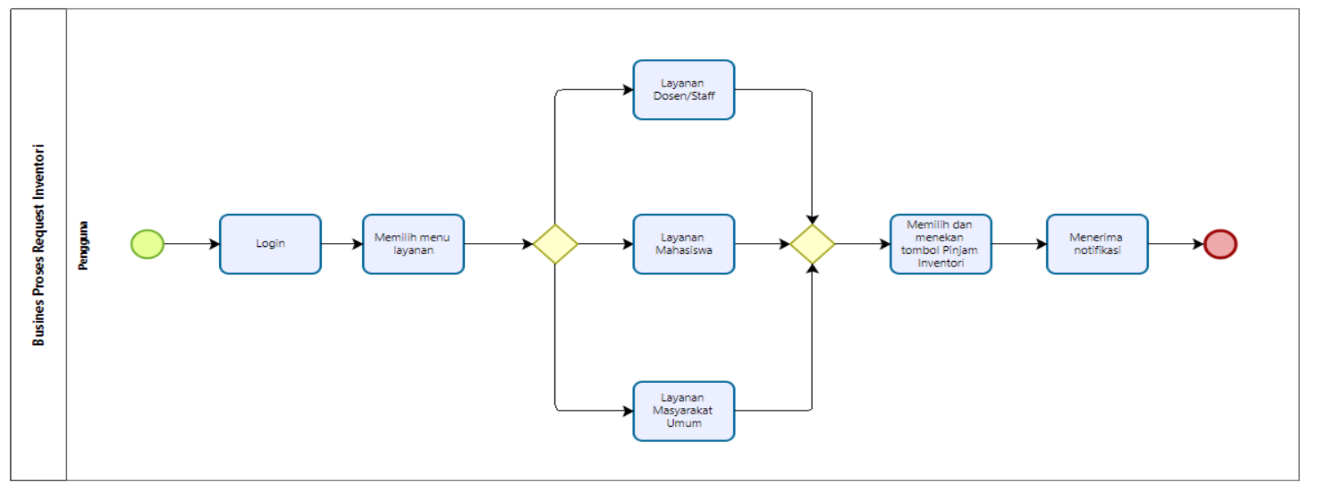 Busines Proses Request Inventori
Pengguna
Login
Memilih menu
layanan
Layanan
Dosen/Staff
Layanan
Mahasiswa
Layanan
Masyarakat
Umum
Memilih dan
menekan
tombol Pinjam
Inventori
Menerima
notifikasi